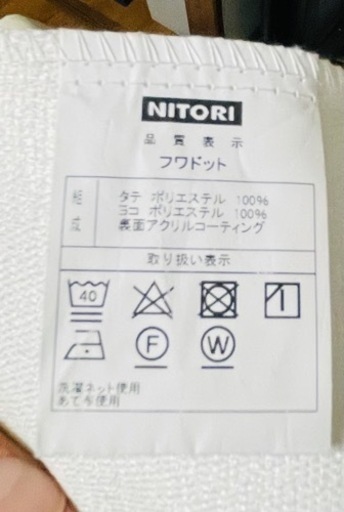 NITORI
品質表示
フワドット
組成
タテ ポリエステル 100%
ヨコ ポリエステル 100%
裏面アクリルコーティング
取り扱い表示
40
F W
洗濯ネット使用
あて布使用